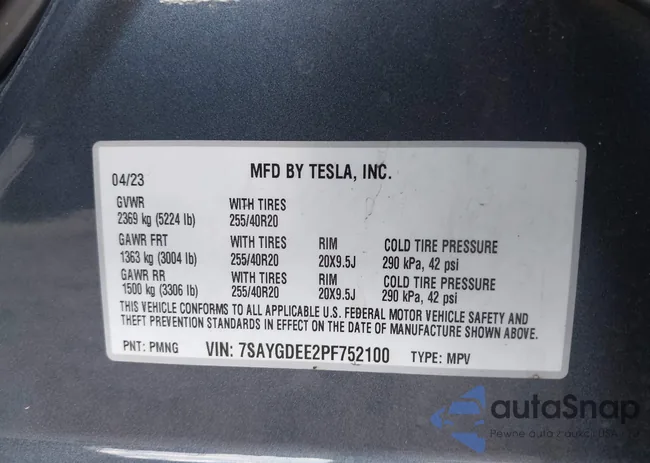 MFD BY TESLA, INC.
04/23
GVWR WITH TIRES
2369 kg (5224 lb) 255/40R20
GAWR FRT WITH TIRES RIM COLD TIRE PRESSURE
1363 kg (3004 lb) 255/40R20 20X9.5J 290 kPa, 42 psi
GAWR RR WITH TIRES RIM COLD TIRE PRESSURE
1500 kg (3306 lb) 255/40R20 20X9.5J 290 kPa, 42 psi
THIS VEHICLE CONFORMS TO ALL APPLICABLE U.S. FEDERAL MOTOR VEHICLE SAFETY AND
THEFT PREVENTION STANDARDS IN EFFECT ON THE DATE OF MANUFACTURE SHOWN ABOVE.
PNT: PMNG VIN: 7SAYGDEE2PF752100 TYPE: MPV
autaSnap
Pewne auta z aukcji USA